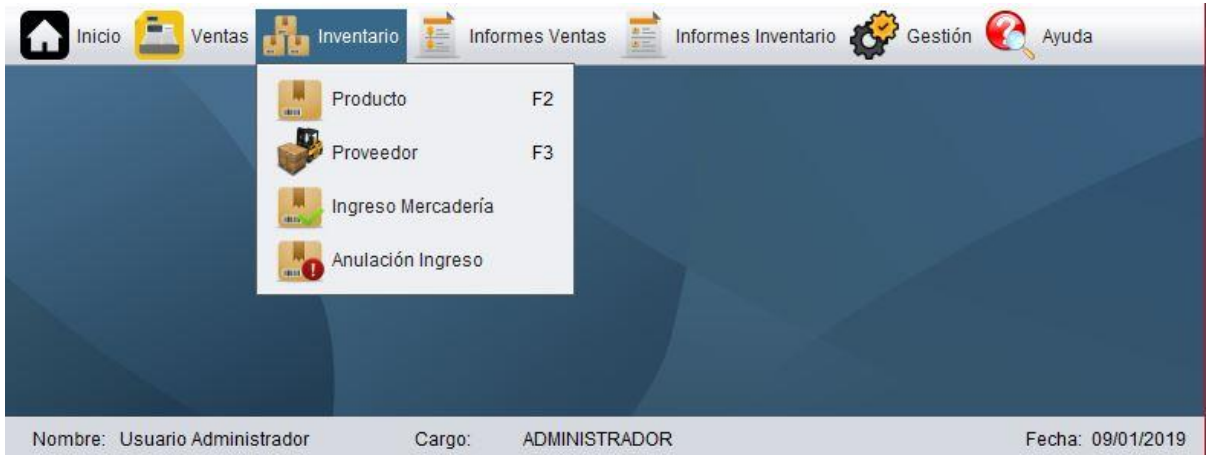 Inicio Ventas Inventario Informes Ventas Informes Inventario Gestión Ayuda
Producto F2
Proveedor F3
Ingreso Mercadería
Anulación Ingreso
Nombre: Usuario Administrador Cargo: ADMINISTRADOR Fecha: 09/01/2019